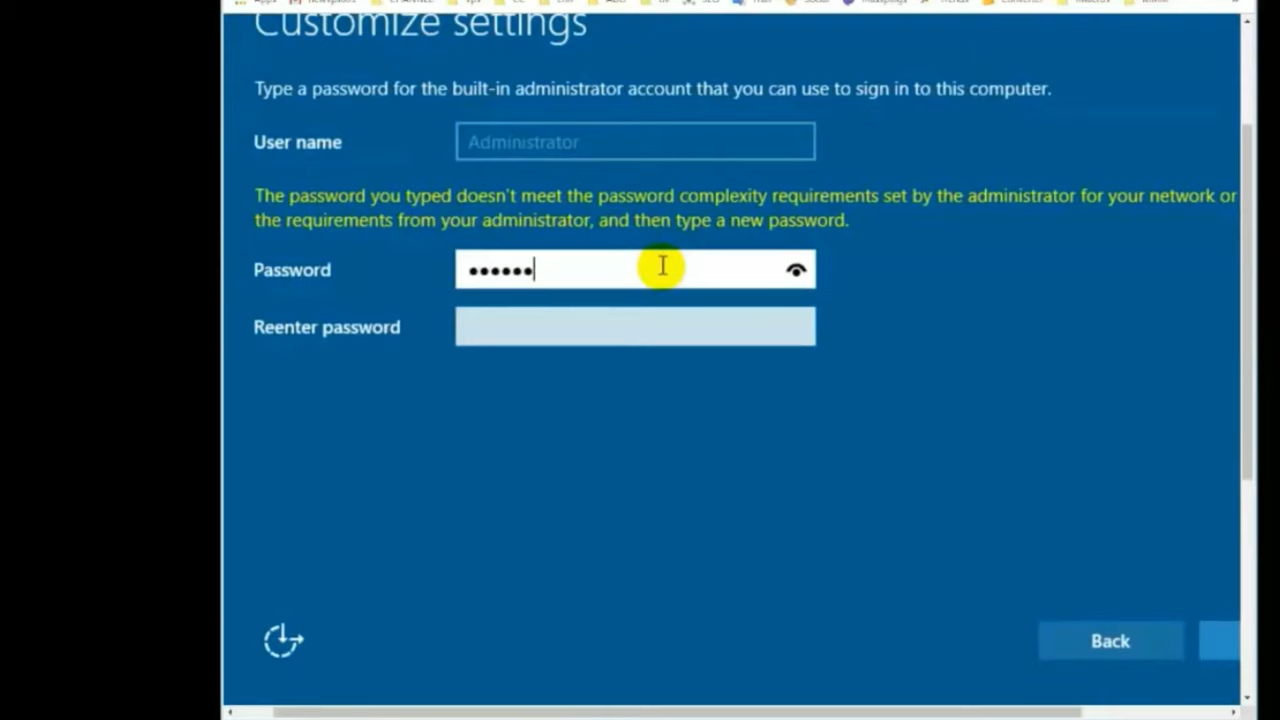 Customize settings
Type a password for the built-in administrator account that you can use to sign in to this computer.
User name
Administrator
The password you typed doesn't meet the password complexity requirements set by the administrator for your network or
the requirements from your administrator, and then type a new password.
Password
••••••
Reenter password
Back